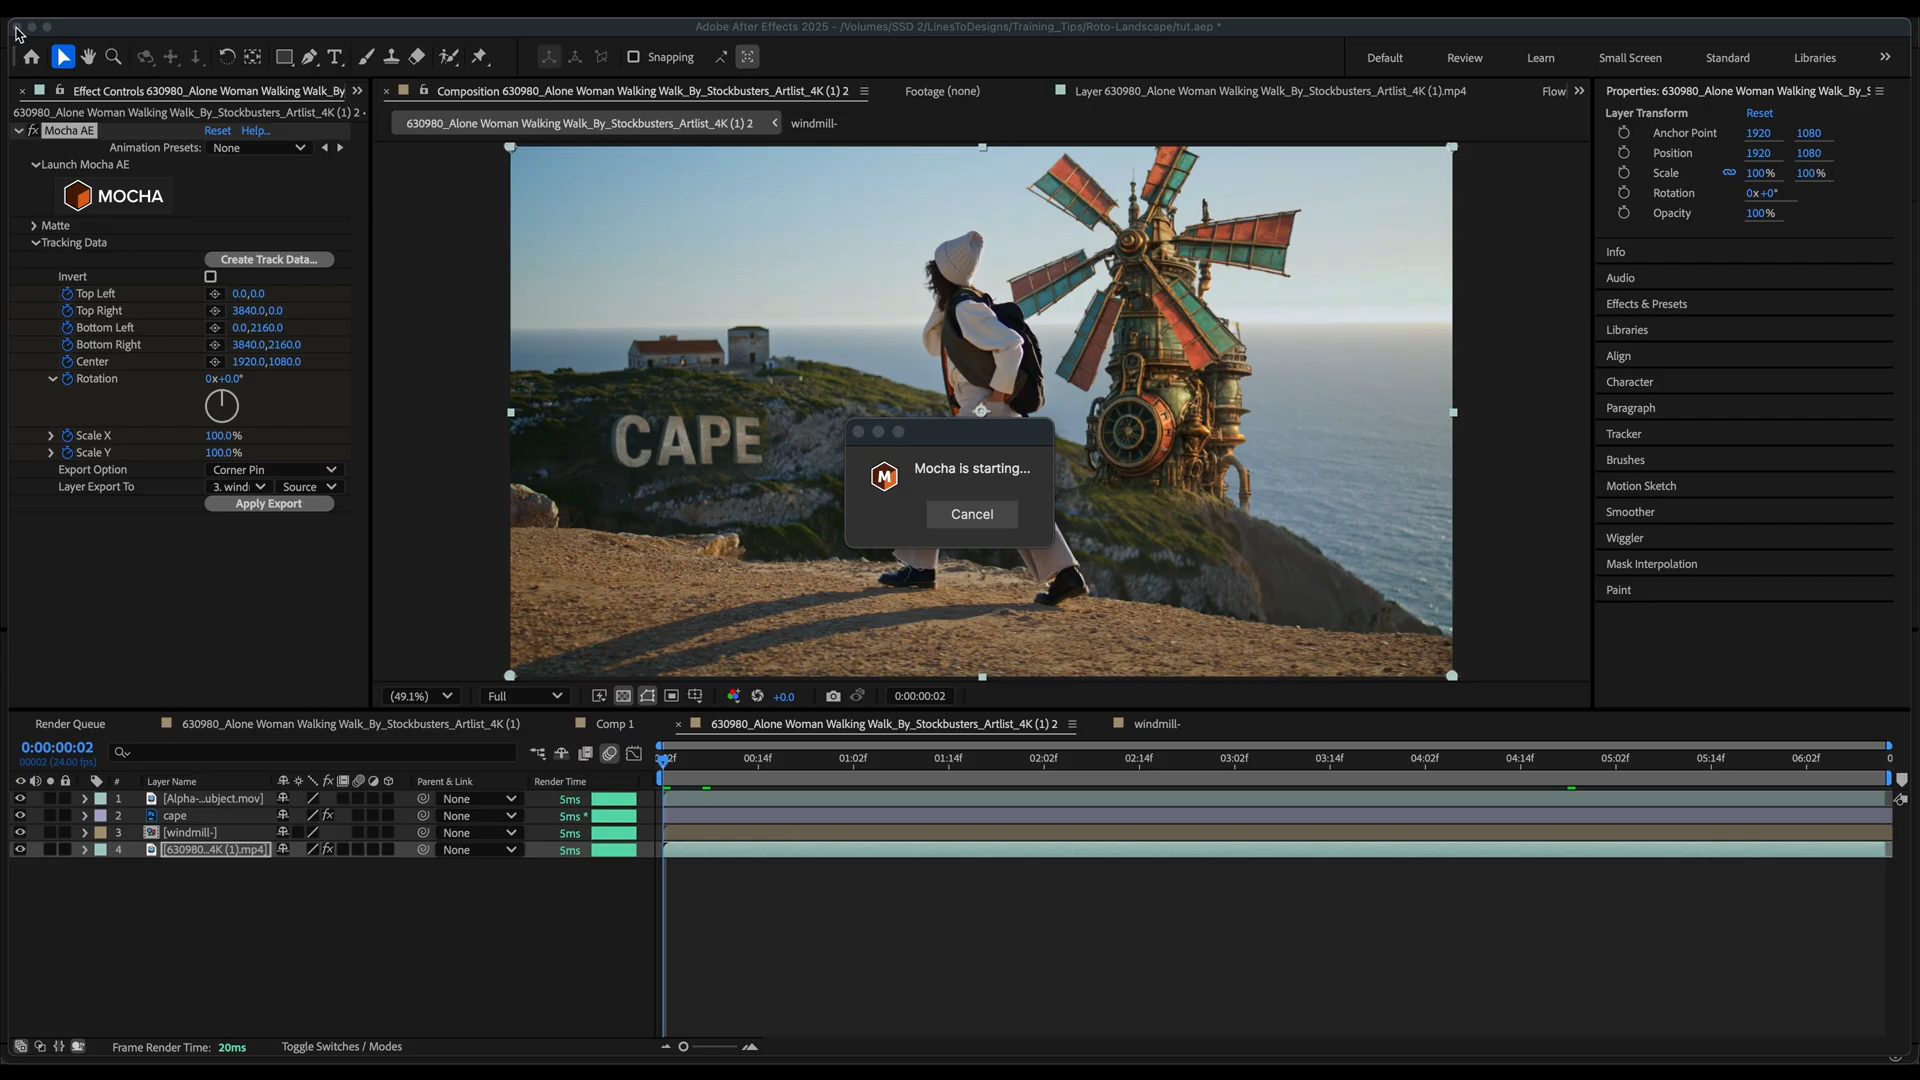 Adobe After Effects 2025 - /Volumes/SSD 2/LinesToDesigns/Training_Tips/Roto-Landscape/tut.aep *
Snapping
Default
Review
Learn
Small Screen
Standard
Libraries
Effect Controls 630980_Alone Woman Walking Walk_By
Composition 630980_Alone Woman Walking Walk_By_Stockbusters_Artlist_4K (1) 2
Footage (none)
Layer 630980_Alone Woman Walking Walk_By_Stockbusters_Artlist_4K (1).mp4
Flow
Properties: 630980_Alone Woman Walking Walk_By_S
630980_Alone Woman Walking Walk_By_Stockbusters_Artlist_4K (1) 2
630980_Alone Woman Walking Walk_By_Stockbusters_Artlist_4K (1) 2
windmill-
fx Mocha AE
Reset
Help...
Animation Presets:
None
Launch Mocha AE
MOCHA
Matte
Tracking Data
Create Track Data...
Invert
Top Left
0.0,0.0
Top Right
3840.0,0.0
Bottom Left
0.0,2160.0
Bottom Right
3840.0,2160.0
Center
1920.0,1080.0
Rotation
0x+0.0°
Scale X
100.0%
Scale Y
100.0%
Export Option
Corner Pin
Layer Export To
3. wind
Source
Apply Export
CAPE
M
Mocha is starting...
Cancel
Layer Transform
Reset
Anchor Point
1920
1080
Position
1920
1080
Scale
100%
100%
Rotation
0x+0°
Opacity
100%
Info
Audio
Effects & Presets
Libraries
Align
Character
Paragraph
Tracker
Brushes
Motion Sketch
Smoother
Wiggler
Mask Interpolation
Paint
(49.1%)
Full
+0.0
0:00:00:02
Render Queue
630980_Alone Woman Walking Walk_By_Stockbusters_Artlist_4K (1)
Comp 1
630980_Alone Woman Walking Walk_By_Stockbusters_Artlist_4K (1) 2
windmill-
0:00:00:02
00002 (24.00 fps)
00:14f
01:02f
01:14f
02:02f
02:14f
03:02f
03:14f
04:02f
04:14f
05:02f
05:14f
06:02f
#
Layer Name
fx
Parent & Link
Render Time
1
[Alpha-...ubject.mov]
None
5ms
2
Ps
cape
fx
None
5ms *
3
[windmill-]
None
5ms
4
[630980...4K (1).mp4]
fx
None
5ms
Frame Render Time: 20ms
Toggle Switches / Modes